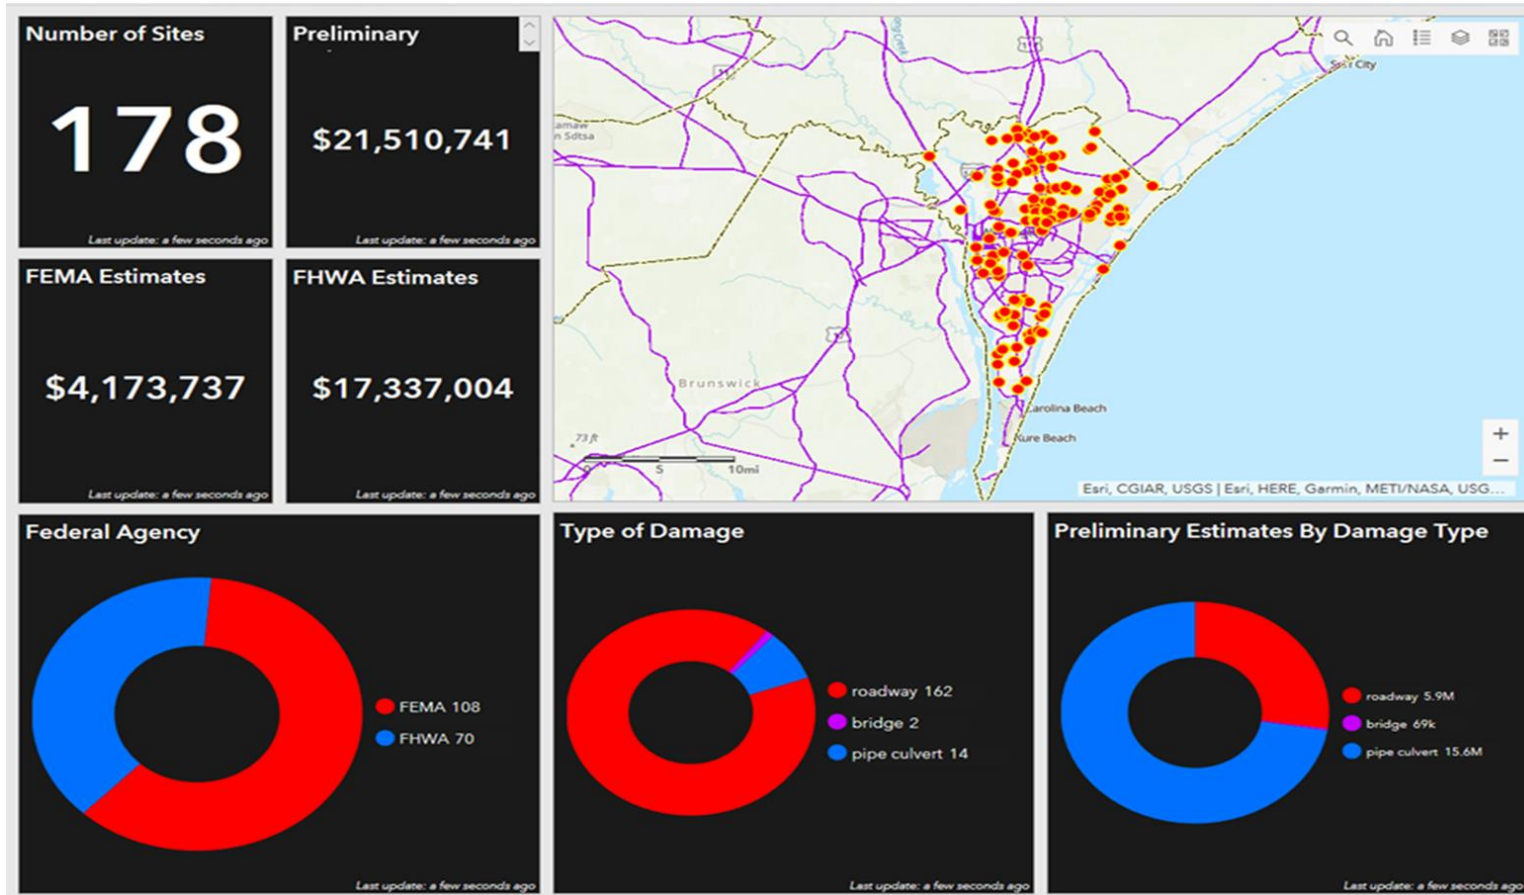 Number of Sites
178
Last update: a few seconds ago
Preliminary
$21,510,741
Last update: a few seconds ago
FEMA Estimates
$4,173,737
Last update: a few seconds ago
FHWA Estimates
$17,337,004
Last update: a few seconds ago
Brunswick
Carolina Beach
Kure Beach
City
73 ft
0 5 10mi
+
−
Esri, CGIAR, USGS | Esri, HERE, Garmin, METI/NASA, USG...
Federal Agency
FEMA 108
FHWA 70
Last update: a few seconds ago
Type of Damage
roadway 162
bridge 2
pipe culvert 14
Last update: a few seconds ago
Preliminary Estimates By Damage Type
roadway 5.9M
bridge 69k
pipe culvert 15.6M
Last update: a few seconds ago